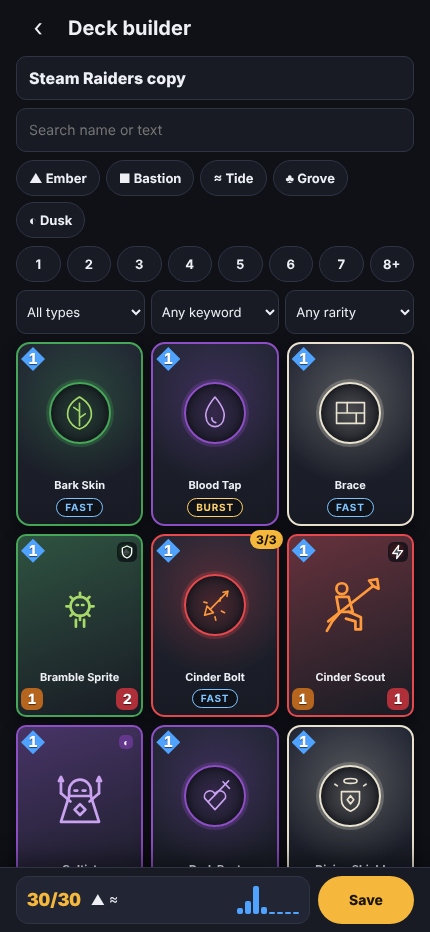 Deck builder
Steam Raiders copy
Search name or text
Ember Bastion Tide Grove
Dusk
1 2 3 4 5 6 7 8+
All types Any keyword Any rarity
1 1 1
Bark Skin Blood Tap Brace
FAST BURST FAST
3/3
1 1 1
Bramble Sprite Cinder Bolt Cinder Scout
1 2 FAST 1 1
1 1 1
30/30 Save